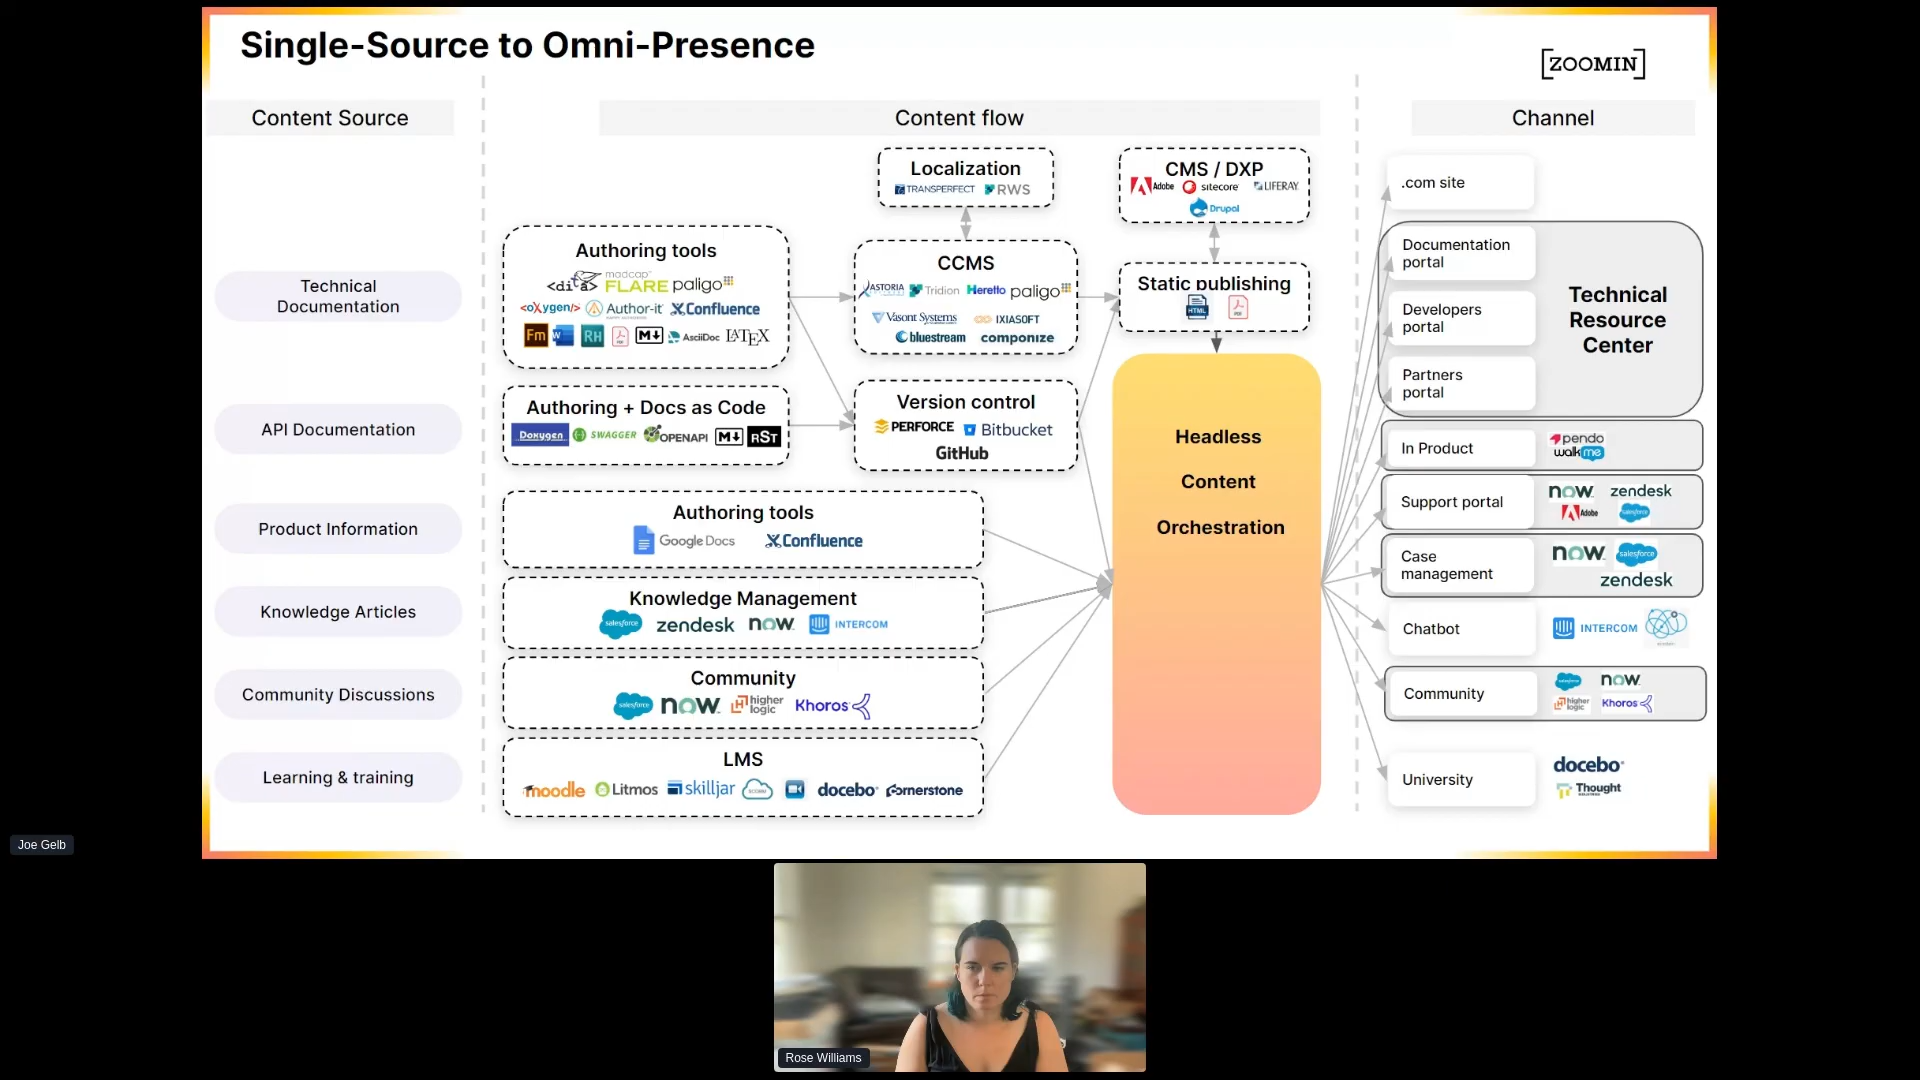 Single-Source to Omni-Presence
[ZOOMIN]
Content Source
Content flow
Channel
Technical
Documentation
API Documentation
Product Information
Knowledge Articles
Community Discussions
Learning & training
Localization
TRANSPERFECT RWS
CMS / DXP
Adobe sitecore LIFERAY
Drupal
Authoring tools
<dita> madcap FLARE paligo
<oXygen/> Author-it Confluence
Fm W RH PDF M AsciiDoc LATEX
CCMS
ASTORIA Tridion Heretto paligo
Vasont Systems IXIASOFT
bluestream componize
Static publishing
HTML PDF
Authoring + Docs as Code
Doxygen SWAGGER OPENAPI M RST
Version control
PERFORCE Bitbucket
GitHub
Authoring tools
Google Docs Confluence
Knowledge Management
salesforce zendesk now INTERCOM
Community
salesforce now higher logic Khoros
LMS
moodle Litmos skilljar docebo cornerstone
Headless
Content
Orchestration
.com site
Documentation
portal
Developers
portal
Partners
portal
Technical
Resource
Center
In Product
pendo
walkme
Support portal
now zendesk
Adobe salesforce
Case
management
now salesforce
zendesk
Chatbot
INTERCOM
Community
salesforce now
higher logic Khoros
University
docebo
Thought
Joe Gelb
Rose Williams